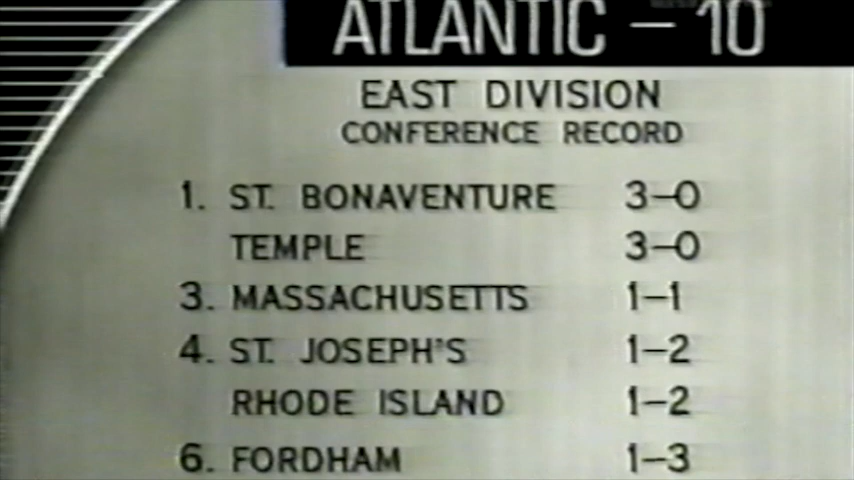 ATLANTIC – 10
EAST DIVISION
CONFERENCE RECORD
1. ST. BONAVENTURE 3–0
TEMPLE 3–0
3. MASSACHUSETTS 1–1
4. ST. JOSEPH'S 1–2
RHODE ISLAND 1–2
6. FORDHAM 1–3